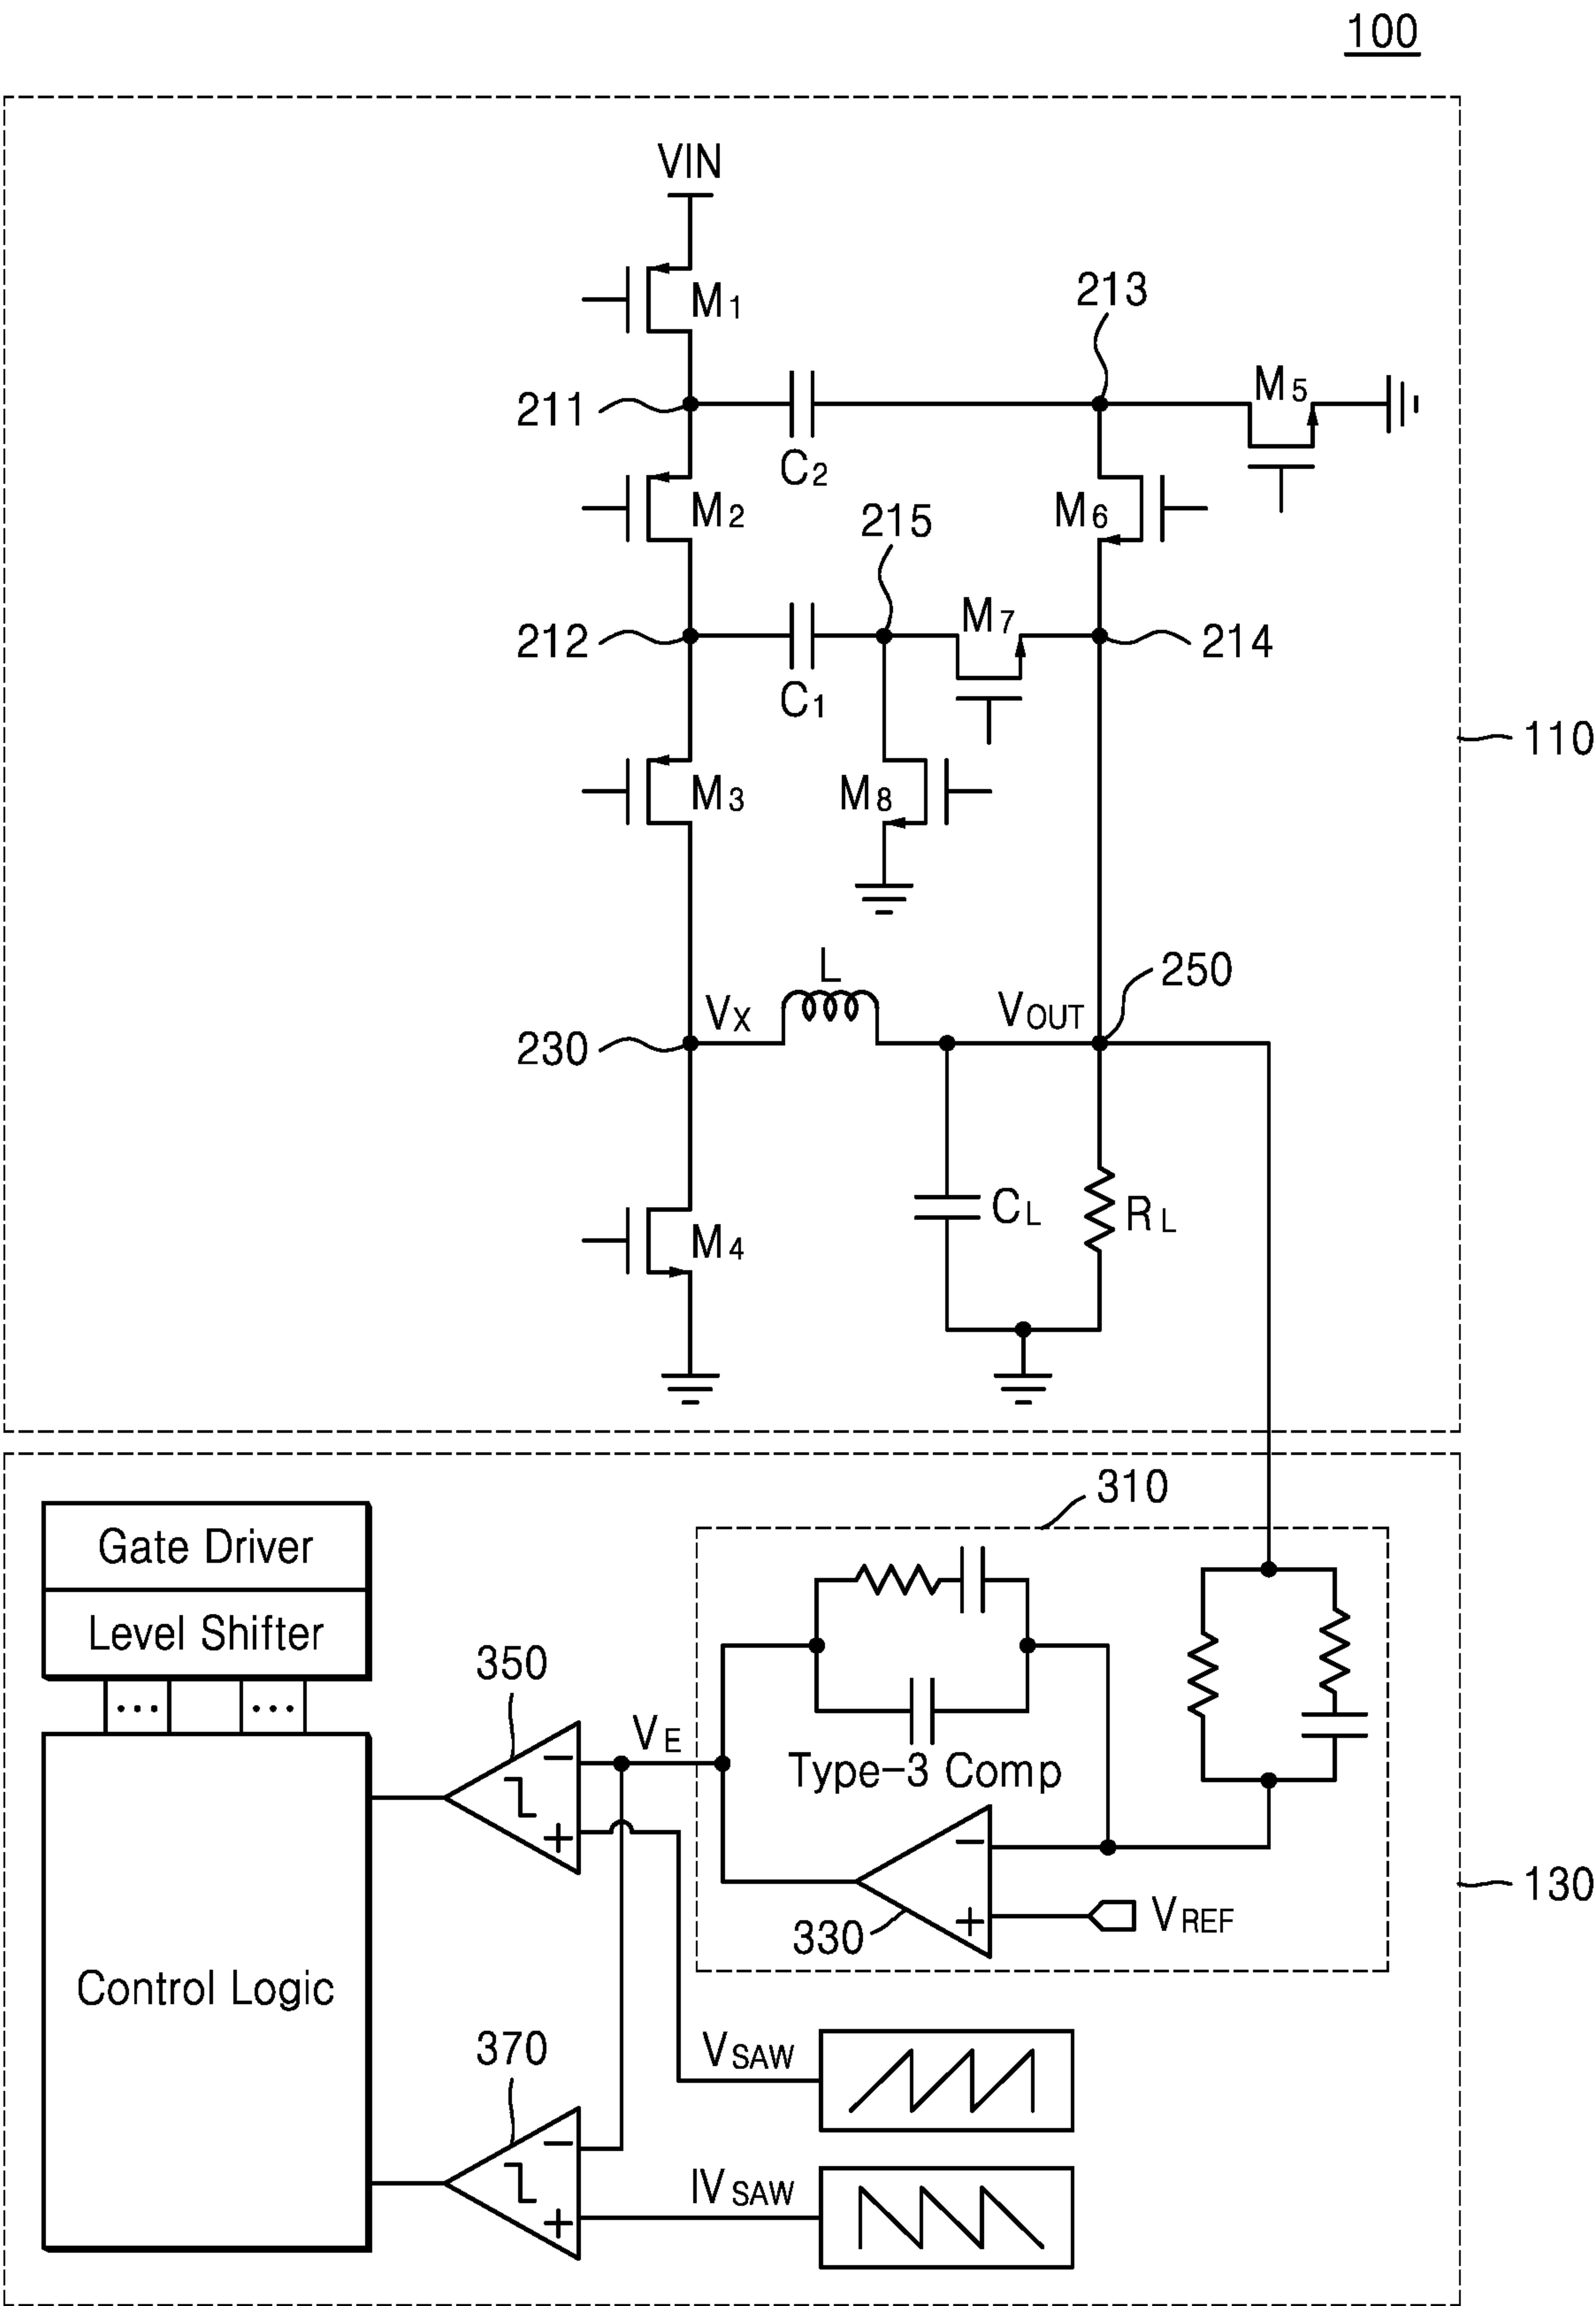 100
VIN
M1
213
211
M5
C2
M2
215
M6
212
M7
214
C1
110
M3
M8
L
250
VX
VOUT
230
CL
RL
M4
310
Gate Driver
Level Shifter
350
... ...
VE
Type-3 Comp
−
+
−
130
330
+
VREF
Control Logic
370
VSAW
−
IVSAW
+